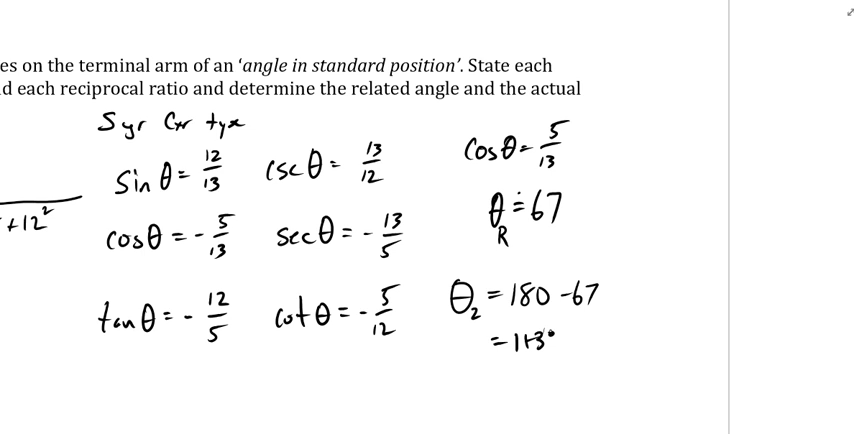 es on the terminal arm of an ‘angle in standard position’. State each
d each reciprocal ratio and determine the related angle and the actual
Syr Cxr tyx
sin θ = 12/13 csc θ = 13/12 cos θ = 5/13
+12²
cos θ = - 5/13 sec θ = - 13/5 θR ≐ 67
tan θ = - 12/5 cot θ = - 5/12 θ₂ = 180 - 67
= 113°